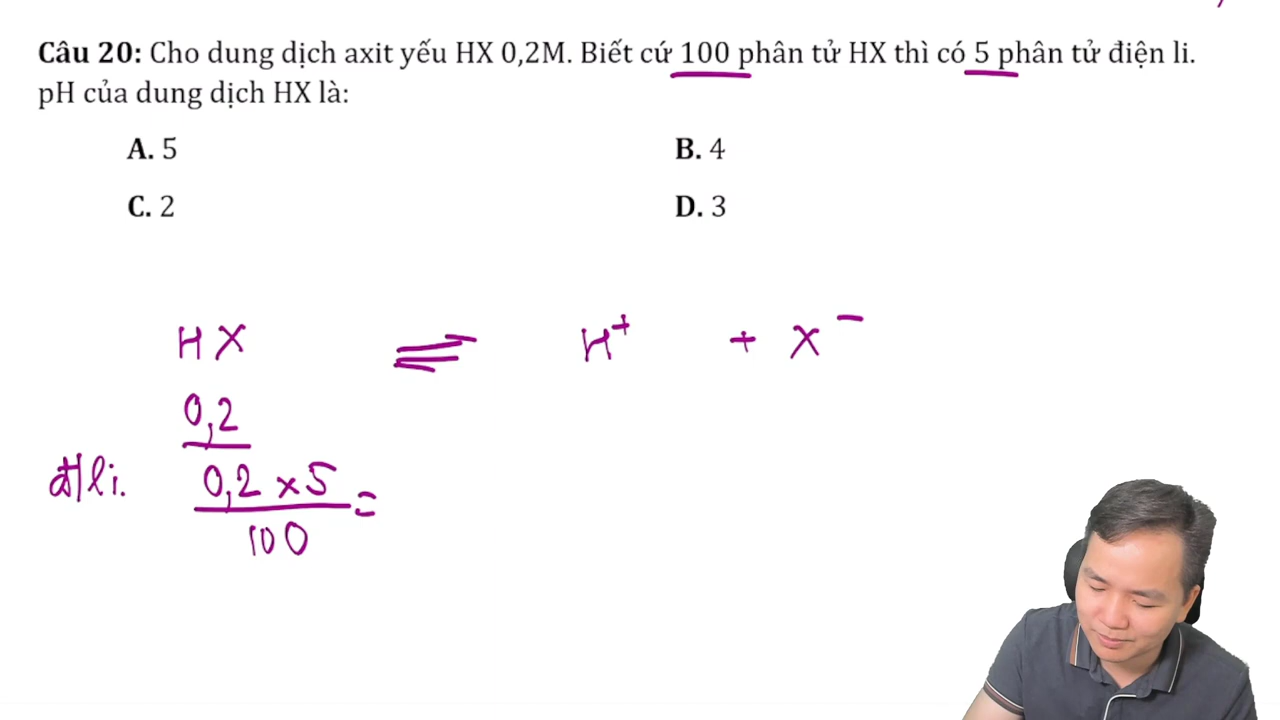 Câu 20: Cho dung dịch axit yếu HX 0,2M. Biết cứ 100 phân tử HX thì có 5 phân tử điện li.
pH của dung dịch HX là:
A. 5
B. 4
C. 2
D. 3
HX ⇌ H⁺ + X⁻
0,2
đli. 0,2 x 5 =
100